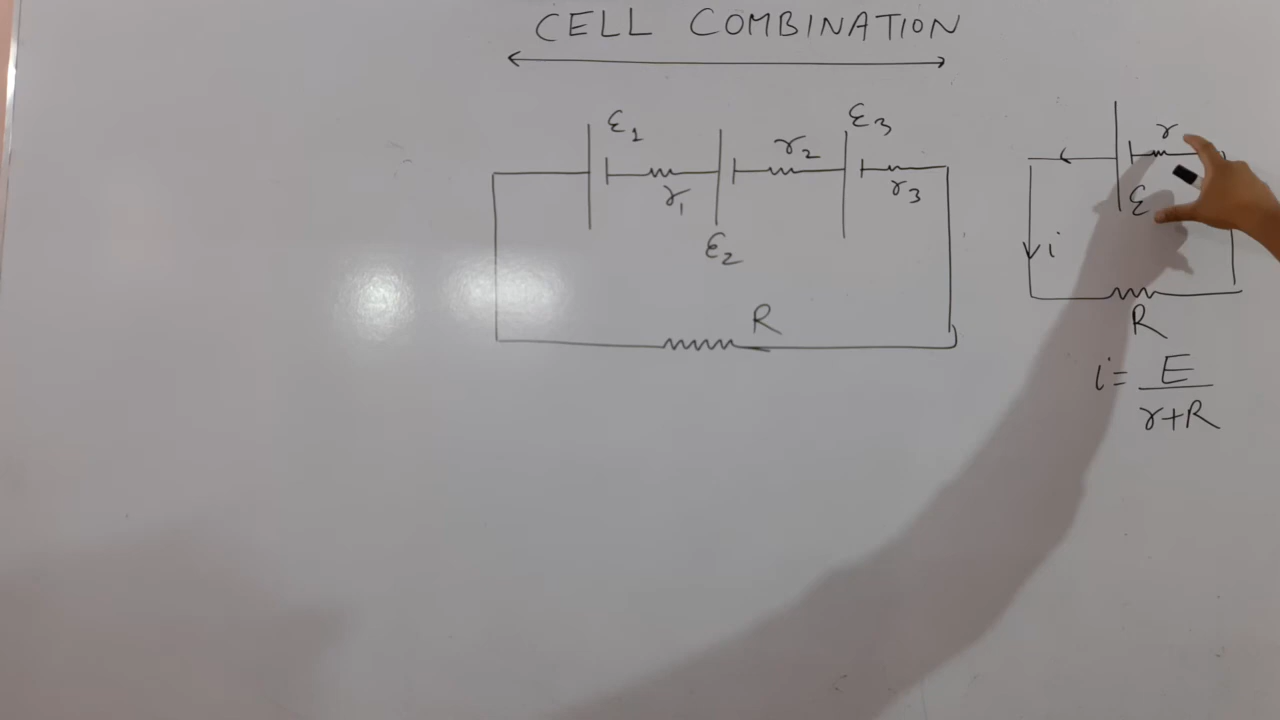 CELL COMBINATION
ε1
r1
ε2
r2
ε3
r3
R
r
ε
i
R
i = E / r+R